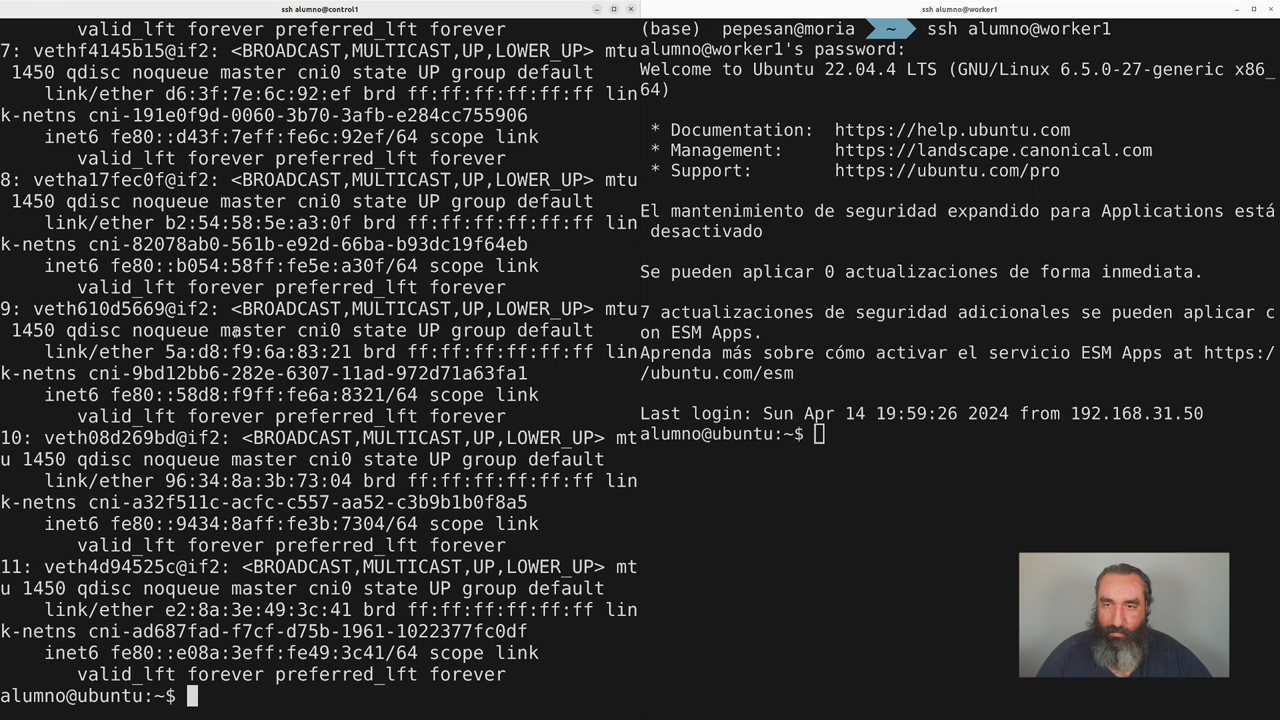 ssh alumno@control1
valid_lft forever preferred_lft forever
7: vethf4145b15@if2: <BROADCAST,MULTICAST,UP,LOWER_UP> mtu
1450 qdisc noqueue master cni0 state UP group default
link/ether d6:3f:7e:6c:92:ef brd ff:ff:ff:ff:ff:ff lin
k-netns cni-191e0f9d-0060-3b70-3afb-e284cc755906
inet6 fe80::d43f:7eff:fe6c:92ef/64 scope link
valid_lft forever preferred_lft forever
8: vetha17fec0f@if2: <BROADCAST,MULTICAST,UP,LOWER_UP> mtu
1450 qdisc noqueue master cni0 state UP group default
link/ether b2:54:58:5e:a3:0f brd ff:ff:ff:ff:ff:ff lin
k-netns cni-82078ab0-561b-e92d-66ba-b93dc19f64eb
inet6 fe80::b054:58ff:fe5e:a30f/64 scope link
valid_lft forever preferred_lft forever
9: veth610d5669@if2: <BROADCAST,MULTICAST,UP,LOWER_UP> mtu
1450 qdisc noqueue master cni0 state UP group default
link/ether 5a:d8:f9:6a:83:21 brd ff:ff:ff:ff:ff:ff lin
k-netns cni-9bd12bb6-282e-6307-11ad-972d71a63fa1
inet6 fe80::58d8:f9ff:fe6a:8321/64 scope link
valid_lft forever preferred_lft forever
10: veth08d269bd@if2: <BROADCAST,MULTICAST,UP,LOWER_UP> mt
u 1450 qdisc noqueue master cni0 state UP group default
link/ether 96:34:8a:3b:73:04 brd ff:ff:ff:ff:ff:ff lin
k-netns cni-a32f511c-acfc-c557-aa52-c3b9b1b0f8a5
inet6 fe80::9434:8aff:fe3b:7304/64 scope link
valid_lft forever preferred_lft forever
11: veth4d94525c@if2: <BROADCAST,MULTICAST,UP,LOWER_UP> mt
u 1450 qdisc noqueue master cni0 state UP group default
link/ether e2:8a:3e:49:3c:41 brd ff:ff:ff:ff:ff:ff lin
k-netns cni-ad687fad-f7cf-d75b-1961-1022377fc0df
inet6 fe80::e08a:3eff:fe49:3c41/64 scope link
valid_lft forever preferred_lft forever
alumno@ubuntu:~$
ssh alumno@worker1
(base) pepesan@moria ~ ssh alumno@worker1
alumno@worker1's password:
Welcome to Ubuntu 22.04.4 LTS (GNU/Linux 6.5.0-27-generic x86_
64)
* Documentation: https://help.ubuntu.com
* Management: https://landscape.canonical.com
* Support: https://ubuntu.com/pro
El mantenimiento de seguridad expandido para Applications está
desactivado
Se pueden aplicar 0 actualizaciones de forma inmediata.
7 actualizaciones de seguridad adicionales se pueden aplicar c
on ESM Apps.
Aprenda más sobre cómo activar el servicio ESM Apps at https:/
/ubuntu.com/esm
Last login: Sun Apr 14 19:59:26 2024 from 192.168.31.50
alumno@ubuntu:~$